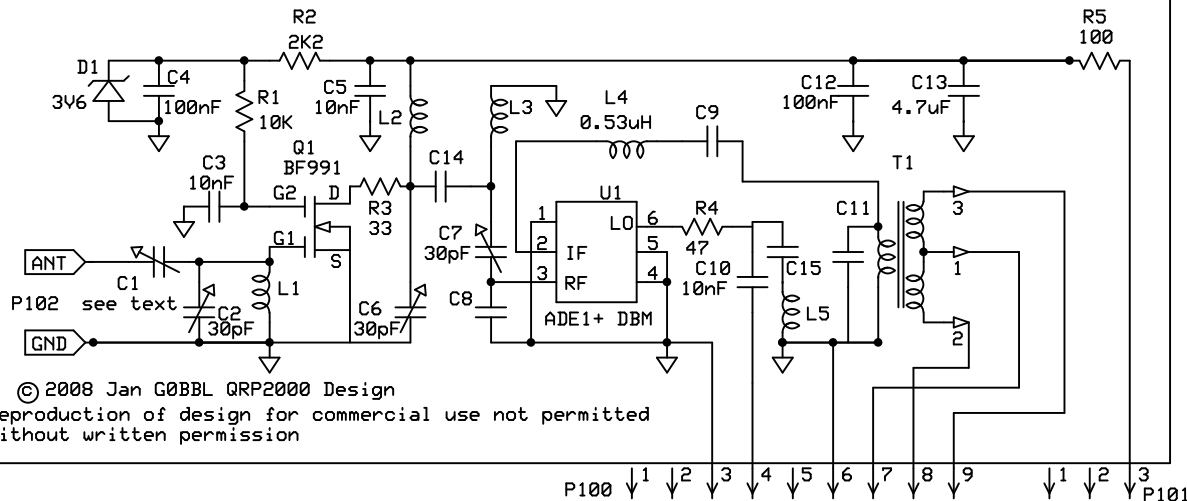 R2
2K2
R5
100
D1
3V6
C4
100nF
R1
10K
C5
10nF
L2
L3
L4
0.53uH
C9
C12
100nF
C13
4.7uF
Q1
BF991
C3
10nF
G2
D
R3
33
C14
T1
U1
1
2
3
LO
IF
RF
6
5
4
R4
47
C11
3
1
2
G1
S
ANT
C1
see text
L1
C7
30pF
C10
10nF
C15
P102
C2
30pF
C6
30pF
C8
L5
ADE1+ DBM
GND
© 2008 Jan G0BBL QRP2000 Design
eproduction of design for commercial use not permitted
ithout written permission
P100
1
2
3
4
5
6
7
8
9
1
2
3
P101